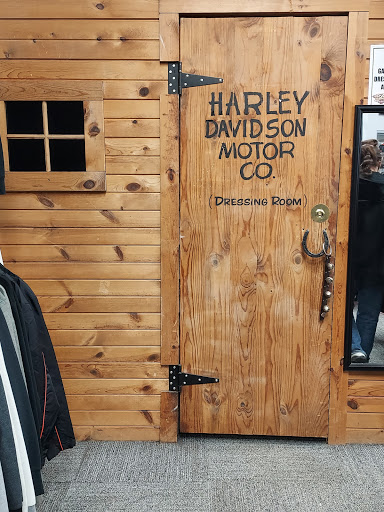 HARLEY
DAVIDSON
MOTOR
CO.
(DRESSING ROOM)